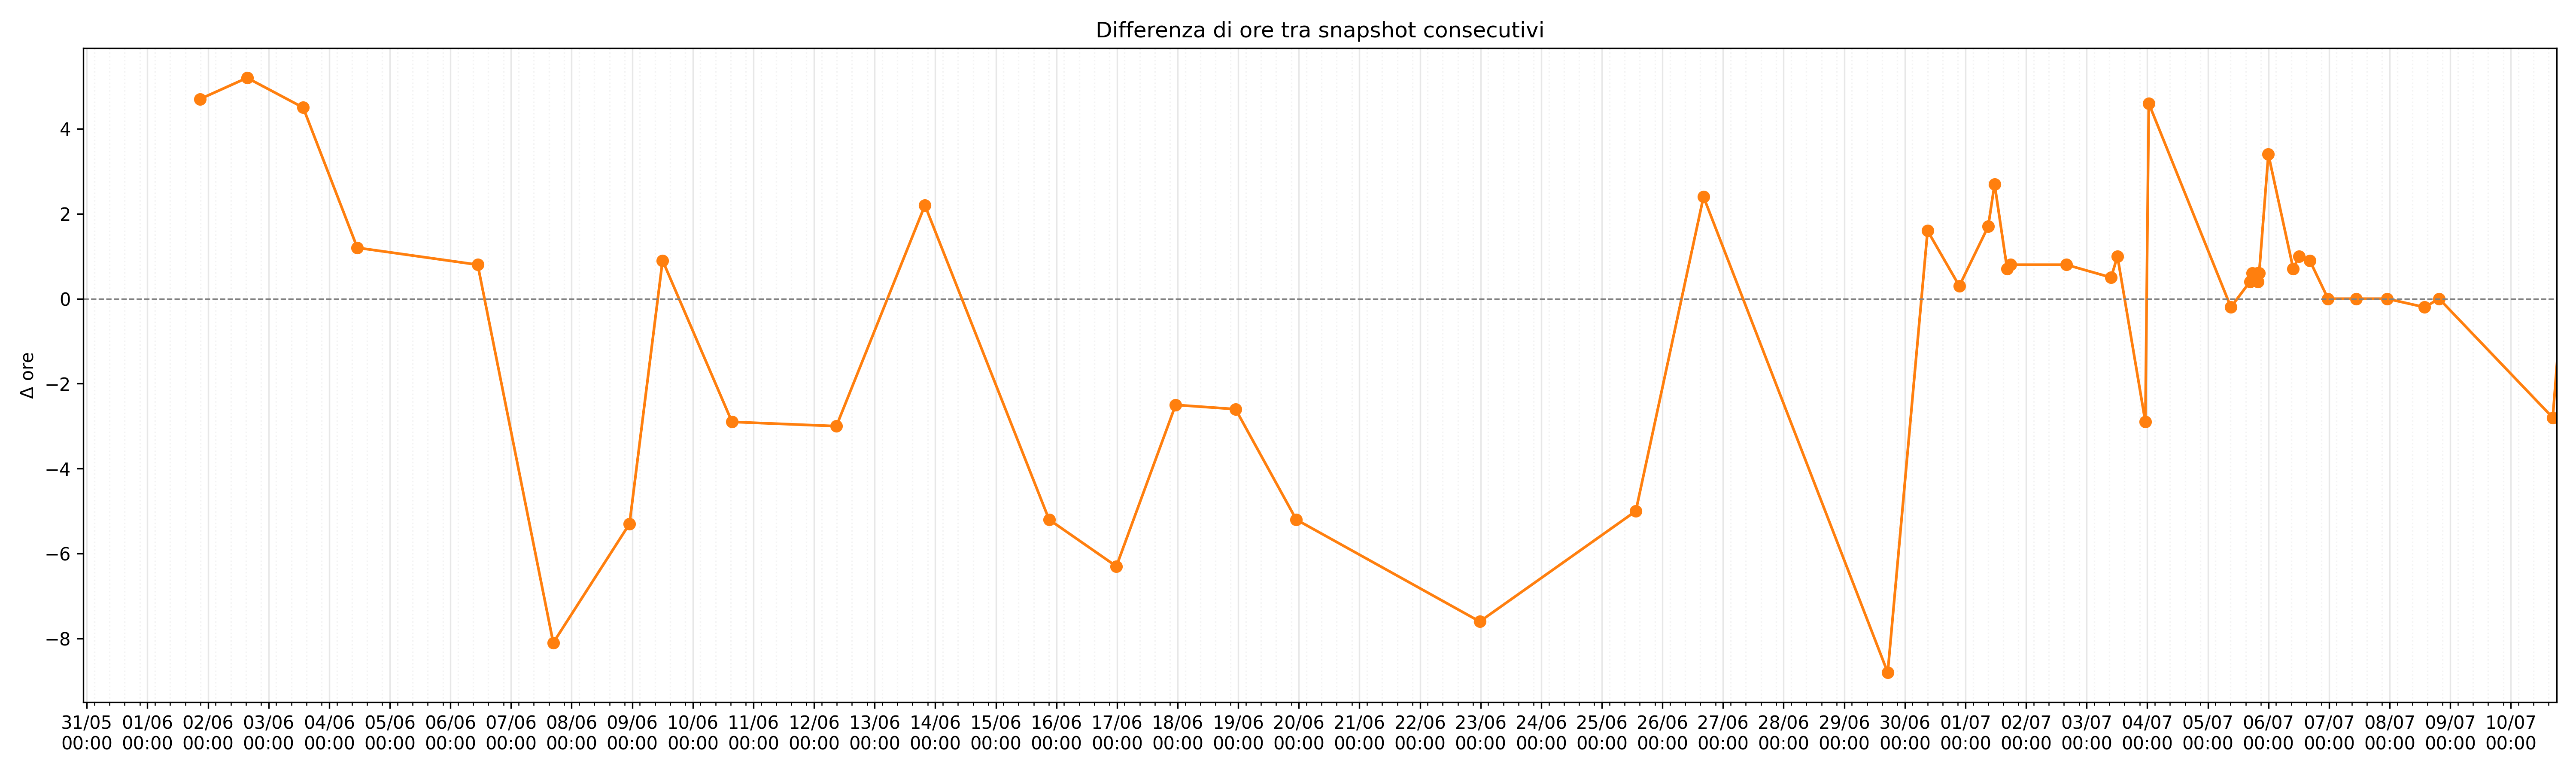 Differenza di ore tra snapshot consecutivi
Δ ore
4
2
0
−2
−4
−6
−8
31/05 01/06 02/06 03/06 04/06 05/06 06/06 07/06 08/06 09/06 10/06 11/06 12/06 13/06 14/06 15/06 16/06 17/06 18/06 19/06 20/06 21/06 22/06 23/06 24/06 25/06 26/06 27/06 28/06 29/06 30/06 01/07 02/07 03/07 04/07 05/07 06/07 07/07 08/07 09/07 10/07
00:00 00:00 00:00 00:00 00:00 00:00 00:00 00:00 00:00 00:00 00:00 00:00 00:00 00:00 00:00 00:00 00:00 00:00 00:00 00:00 00:00 00:00 00:00 00:00 00:00 00:00 00:00 00:00 00:00 00:00 00:00 00:00 00:00 00:00 00:00 00:00 00:00 00:00 00:00 00:00 00:00